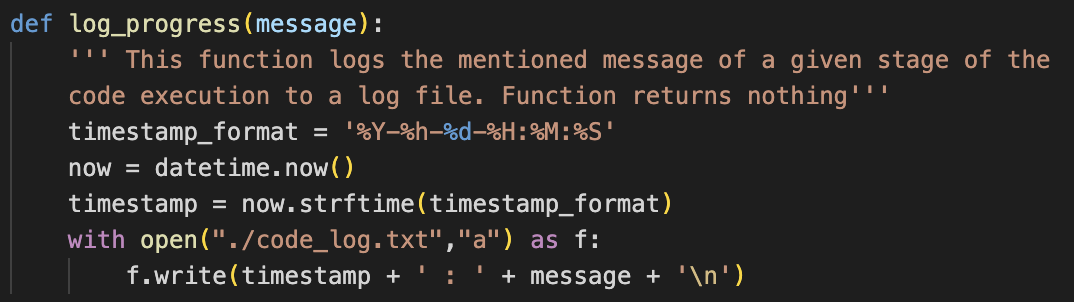 def log_progress(message):
    ''' This function logs the mentioned message of a given stage of the
    code execution to a log file. Function returns nothing'''
    timestamp_format = '%Y-%h-%d-%H:%M:%S'
    now = datetime.now()
    timestamp = now.strftime(timestamp_format)
    with open("./code_log.txt","a") as f:
        f.write(timestamp + ' : ' + message + '\n')